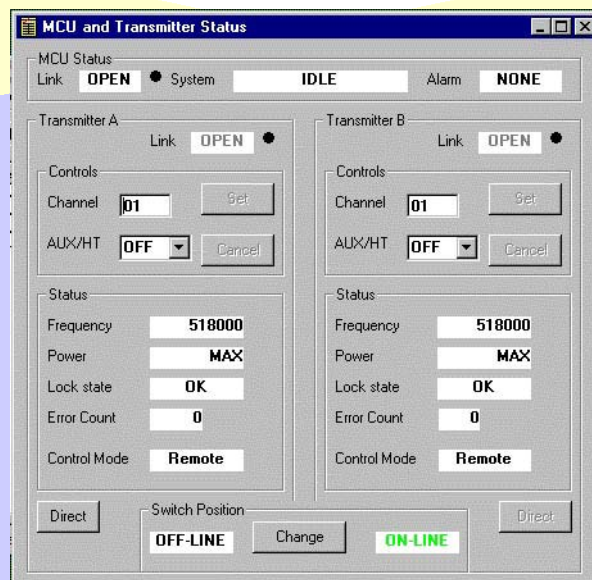 MCU and Transmitter Status
MCU Status
Link OPEN System IDLE Alarm NONE
Transmitter A
Link OPEN
Controls
Channel 01 Set
AUX/HT OFF Cancel
Status
Frequency 518000
Power MAX
Lock state OK
Error Count 0
Control Mode Remote
Direct
Transmitter B
Link OPEN
Controls
Channel 01 Set
AUX/HT OFF Cancel
Status
Frequency 518000
Power MAX
Lock state OK
Error Count 0
Control Mode Remote
Direct
Switch Position
OFF-LINE Change ON-LINE